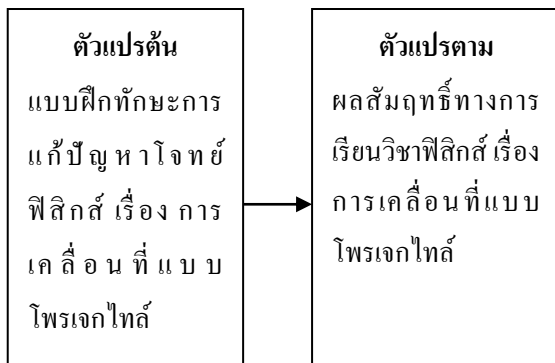 ตัวแปรต้น
แบบฝึกทักษะการ
แก้ปัญหาโจทย์
ฟิสิกส์ เรื่อง การ
เคลื่อนที่แบบ
โพรเจกไทล์
ตัวแปรตาม
ผลสัมฤทธิ์ทางการ
เรียนวิชาฟิสิกส์ เรื่อง
การเคลื่อนที่แบบ
โพรเจกไทล์